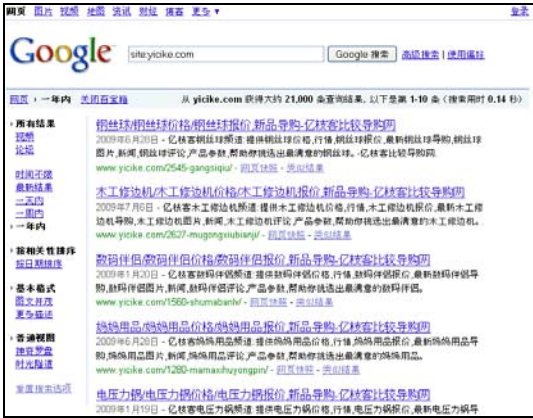 网页 图片 视频 地图 资讯 财经 博客 更多 ▼ 登录
Google
site:yicike.com
Google 搜索
高级搜索 | 使用偏好
网页 › 一年内 关闭百宝箱 从 yicike.com 获得大约 21,000 条查询结果,以下是第 1-10 条 (搜索用时 0.14 秒)
› 所有结果
视频
论坛
时间不限
最新结果
一天内
一周内
› 一年内
› 按相关性排序
按日期排序
› 基本格式
图文并茂
更多描述
› 普通视图
神奇罗盘
时光隧道
重置搜索选项
钢丝球/钢丝球价格/钢丝球报价,新品导购-亿枝客比较导购网
2009年6月28日 - 亿枝客钢丝球频道:提供钢丝球价格,行情,钢丝球报价,最新钢丝球导购,钢丝球
图片,新闻,钢丝球评论,产品参数,帮助你挑选出最满意的钢丝球。-亿枝客比较导购网
www.yicike.com/2545-gangsiqiu/ - 网页快照 - 类似结果
木工修边机/木工修边机价格/木工修边机报价,新品导购-亿枝客比较导购网
2009年7月6日 - 亿枝客木工修边机频道:提供木工修边机价格,行情,木工修边机报价,最新木工修
边机导购,木工修边机图片,新闻,木工修边机评论,产品参数,帮助你挑选出最满意的木工修边机。
www.yicike.com/2627-mugongxiubianji/ - 网页快照 - 类似结果
数码伴侣/数码伴侣价格/数码伴侣报价,新品导购-亿枝客比较导购网
2009年1月20日 - 亿枝客数码伴侣频道:提供数码伴侣价格,行情,数码伴侣报价,最新数码伴侣导
购,数码伴侣图片,新闻,数码伴侣评论,产品参数,帮助你挑选出最满意的数码伴侣。
www.yicike.com/1560-shumabanlv/ - 网页快照 - 类似结果
妈妈用品/妈妈用品价格/妈妈用品报价,新品导购-亿枝客比较导购网
2009年6月20日 - 亿枝客妈妈用品频道:提供妈妈用品价格,行情,妈妈用品报价,最新妈妈用品导
购,妈妈用品图片,新闻,妈妈用品评论,产品参数,帮助你挑选出最满意的妈妈用品。
www.yicike.com/1280-mamaxihuyongpin/ - 网页快照 - 类似结果
电压力锅/电压力锅价格/电压力锅报价,新品导购-亿枝客比较导购网
2009年1月19日 - 亿枝客电压力锅频道:提供电压力锅价格,行情,电压力锅报价,最新电压力锅导